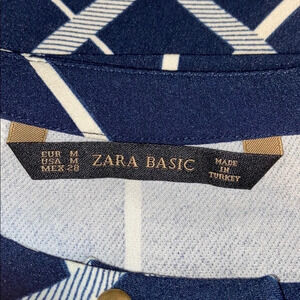 EUR M
USA M
MEX 28
ZARA BASIC
MADE
IN
TURKEY